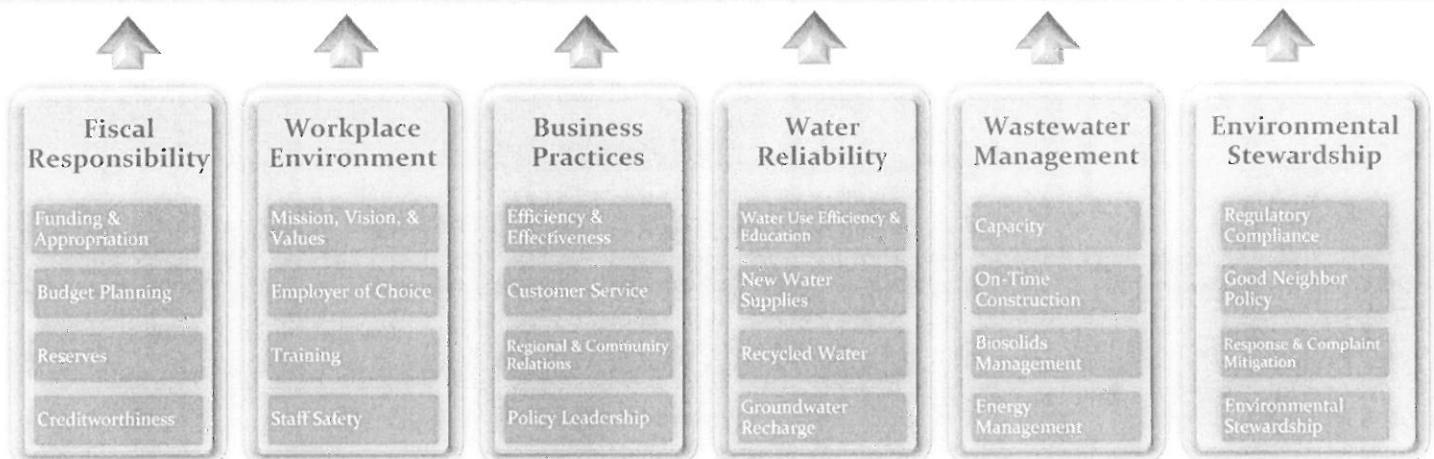 Fiscal
Responsibility
Funding &
Appropriation
Budget Planning
Reserves
Creditworthiness
Workplace
Environment
Mission, Vision, &
Values
Employer of Choice
Training
Staff Safety
Business
Practices
Efficiency &
Effectiveness
Customer Service
Regional & Community
Relations
Policy Leadership
Water
Reliability
Water Use Efficiency &
Education
New Water
Supplies
Recycled Water
Groundwater
Recharge
Wastewater
Management
Capacity
On-Time
Construction
Biosolids
Management
Energy
Management
Environmental
Stewardship
Regulatory
Compliance
Good Neighbor
Policy
Response & Complaint
Mitigation
Environmental
Stewardship